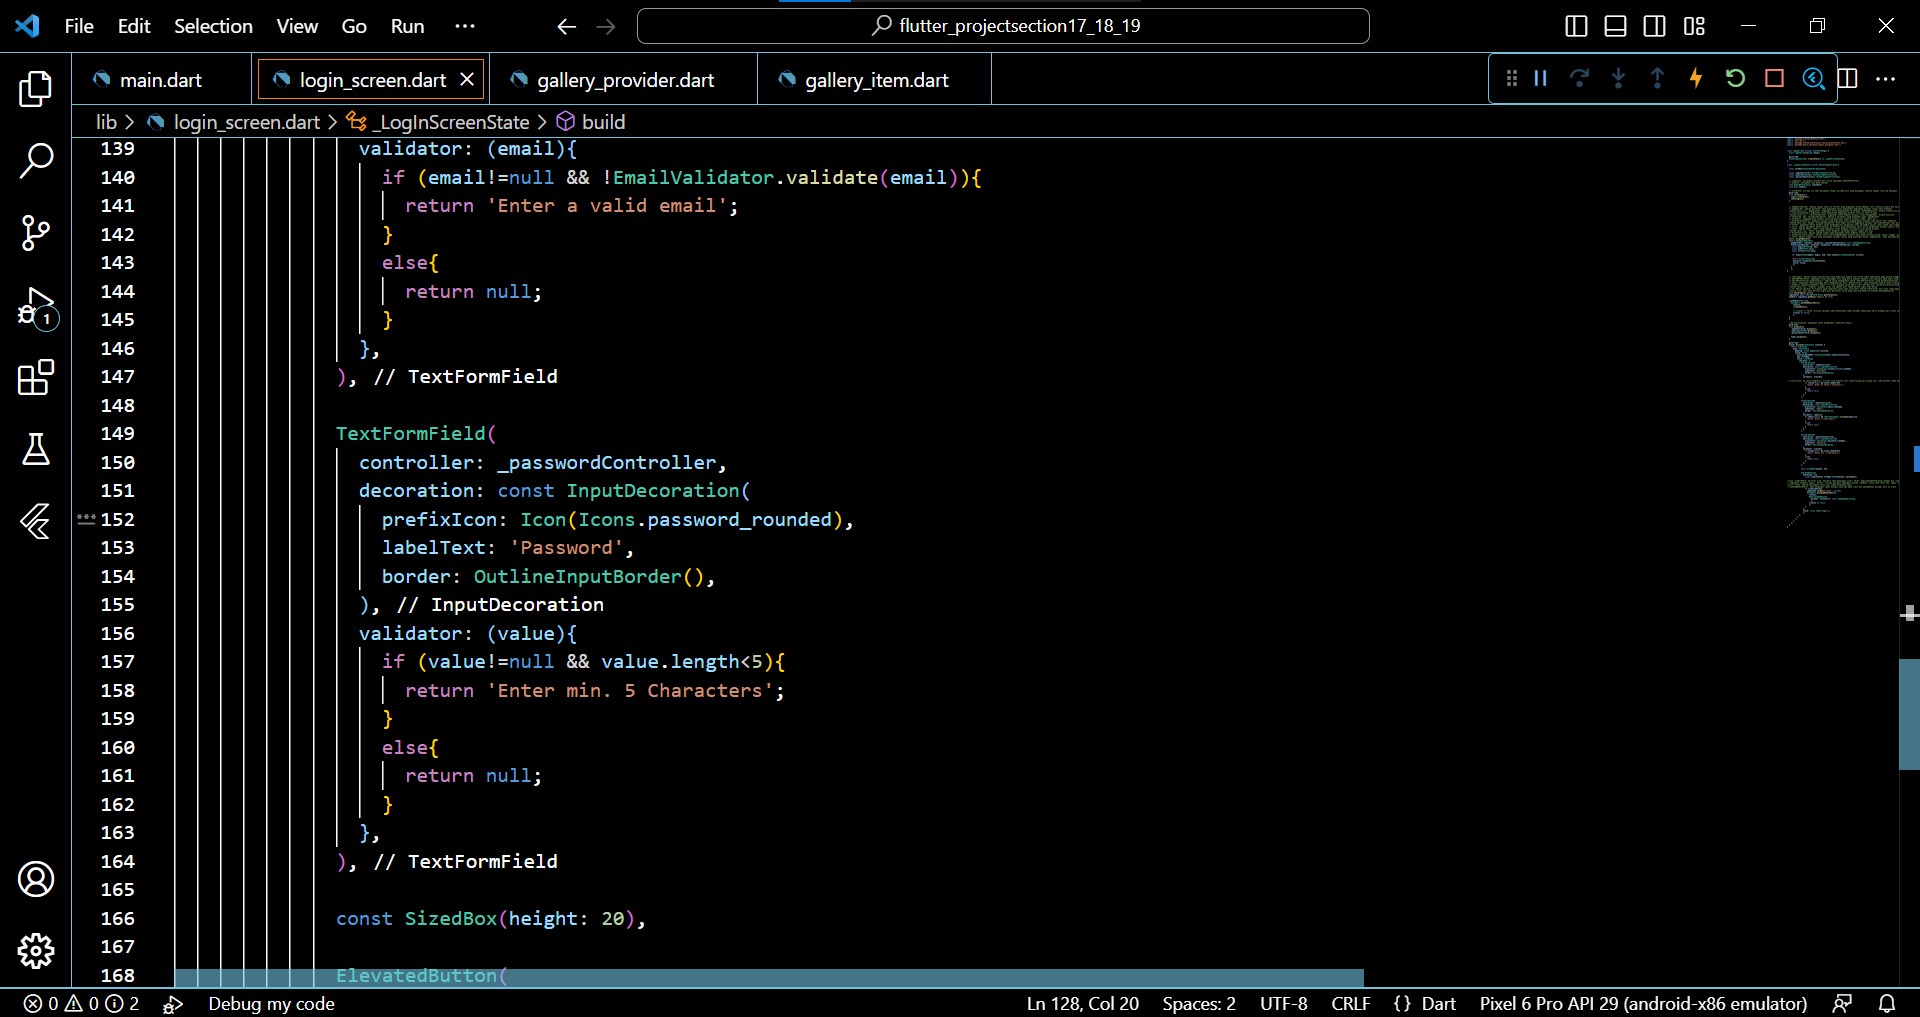 File Edit Selection View Go Run ··· flutter_projectsection17_18_19
main.dart login_screen.dart gallery_provider.dart gallery_item.dart
lib > login_screen.dart > _LogInScreenState > build
139 validator: (email){
140 if (email!=null && !EmailValidator.validate(email)){
141 return 'Enter a valid email';
142 }
143 else{
144 return null;
145 }
146 },
147 ), // TextFormField
148
149 TextFormField(
150 controller: _passwordController,
151 decoration: const InputDecoration(
152 prefixIcon: Icon(Icons.password_rounded),
153 labelText: 'Password',
154 border: OutlineInputBorder(),
155 ), // InputDecoration
156 validator: (value){
157 if (value!=null && value.length<5){
158 return 'Enter min. 5 Characters';
159 }
160 else{
161 return null;
162 }
163 },
164 ), // TextFormField
165
166 const SizedBox(height: 20),
167
168 ElevatedButton(
1
0 0 2 Debug my code Ln 128, Col 20 Spaces: 2 UTF-8 CRLF {} Dart Pixel 6 Pro API 29 (android-x86 emulator)